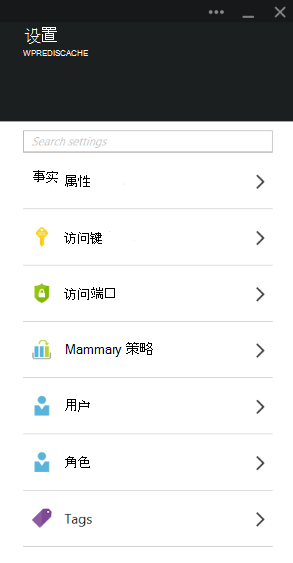 设置
WPREDISCACHE
Search settings
事实 属性
访问键
访问端口
Mammary 策略
用户
角色
Tags